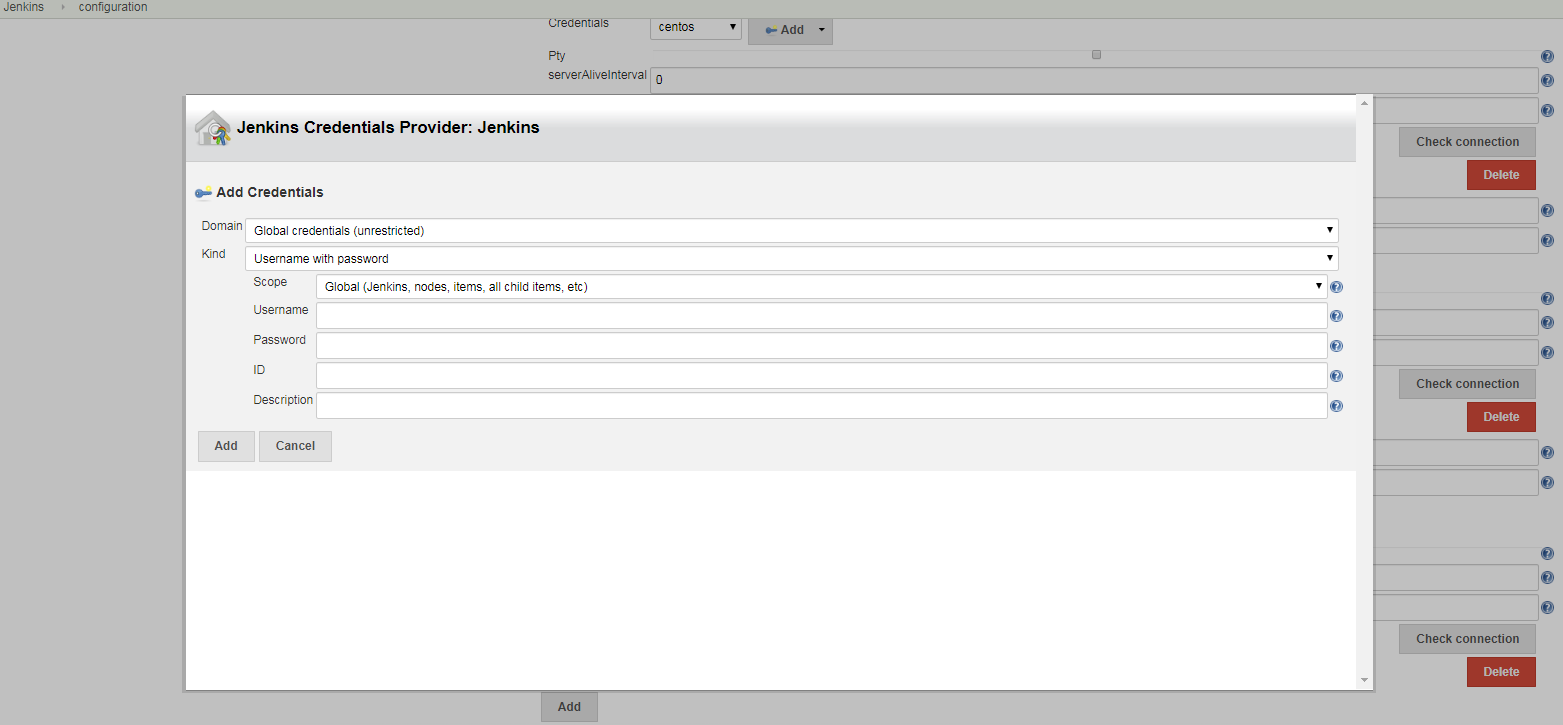 Jenkins › configuration
Credentials centos Add
Pty
serverAliveInterval 0
Jenkins Credentials Provider: Jenkins
Check connection
Add Credentials
Delete
Domain Global credentials (unrestricted)
Kind Username with password
Scope Global (Jenkins, nodes, items, all child items, etc)
Username
Password
ID
Check connection
Description
Delete
Add Cancel
Check connection
Delete
Add